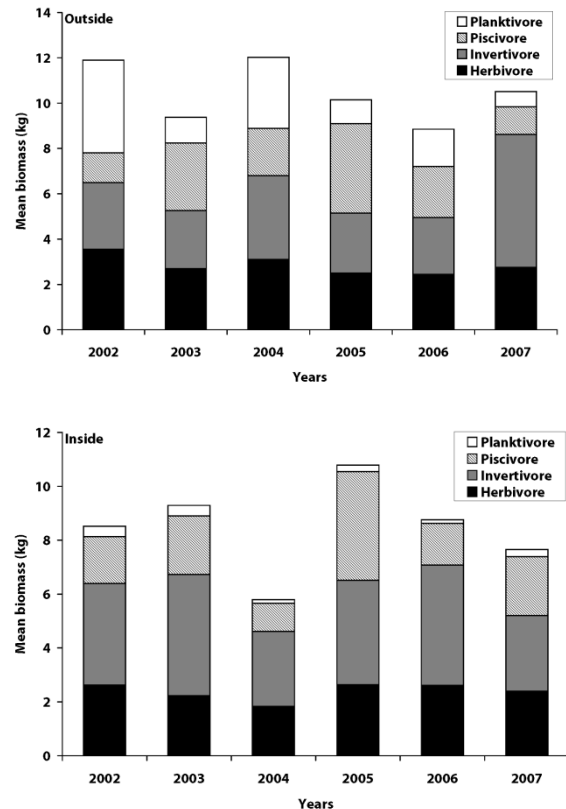 Outside
Planktivore
Piscivore
Invertivore
Herbivore
Mean biomass (kg)
14
12
10
8
6
4
2
0
2002 2003 2004 2005 2006 2007
Years
Inside
Planktivore
Piscivore
Invertivore
Herbivore
Mean biomass (kg)
12
10
8
6
4
2
0
2002 2003 2004 2005 2006 2007
Years